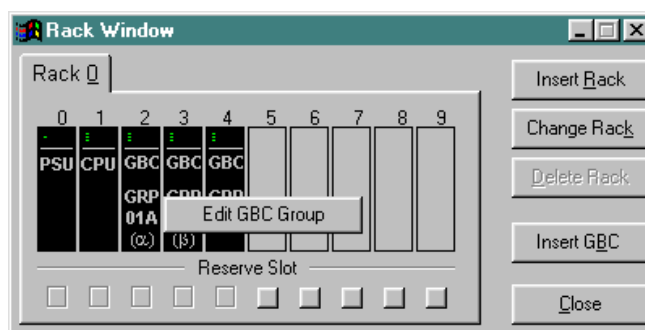 Rack Window
Rack 0
Insert Rack
0 1 2 3 4 5 6 7 8 9
Change Rack
PSU CPU GBC GBC GBC
Delete Rack
GRP
01A Edit GBC Group
(α) (β)
Insert GBC
Reserve Slot
Close